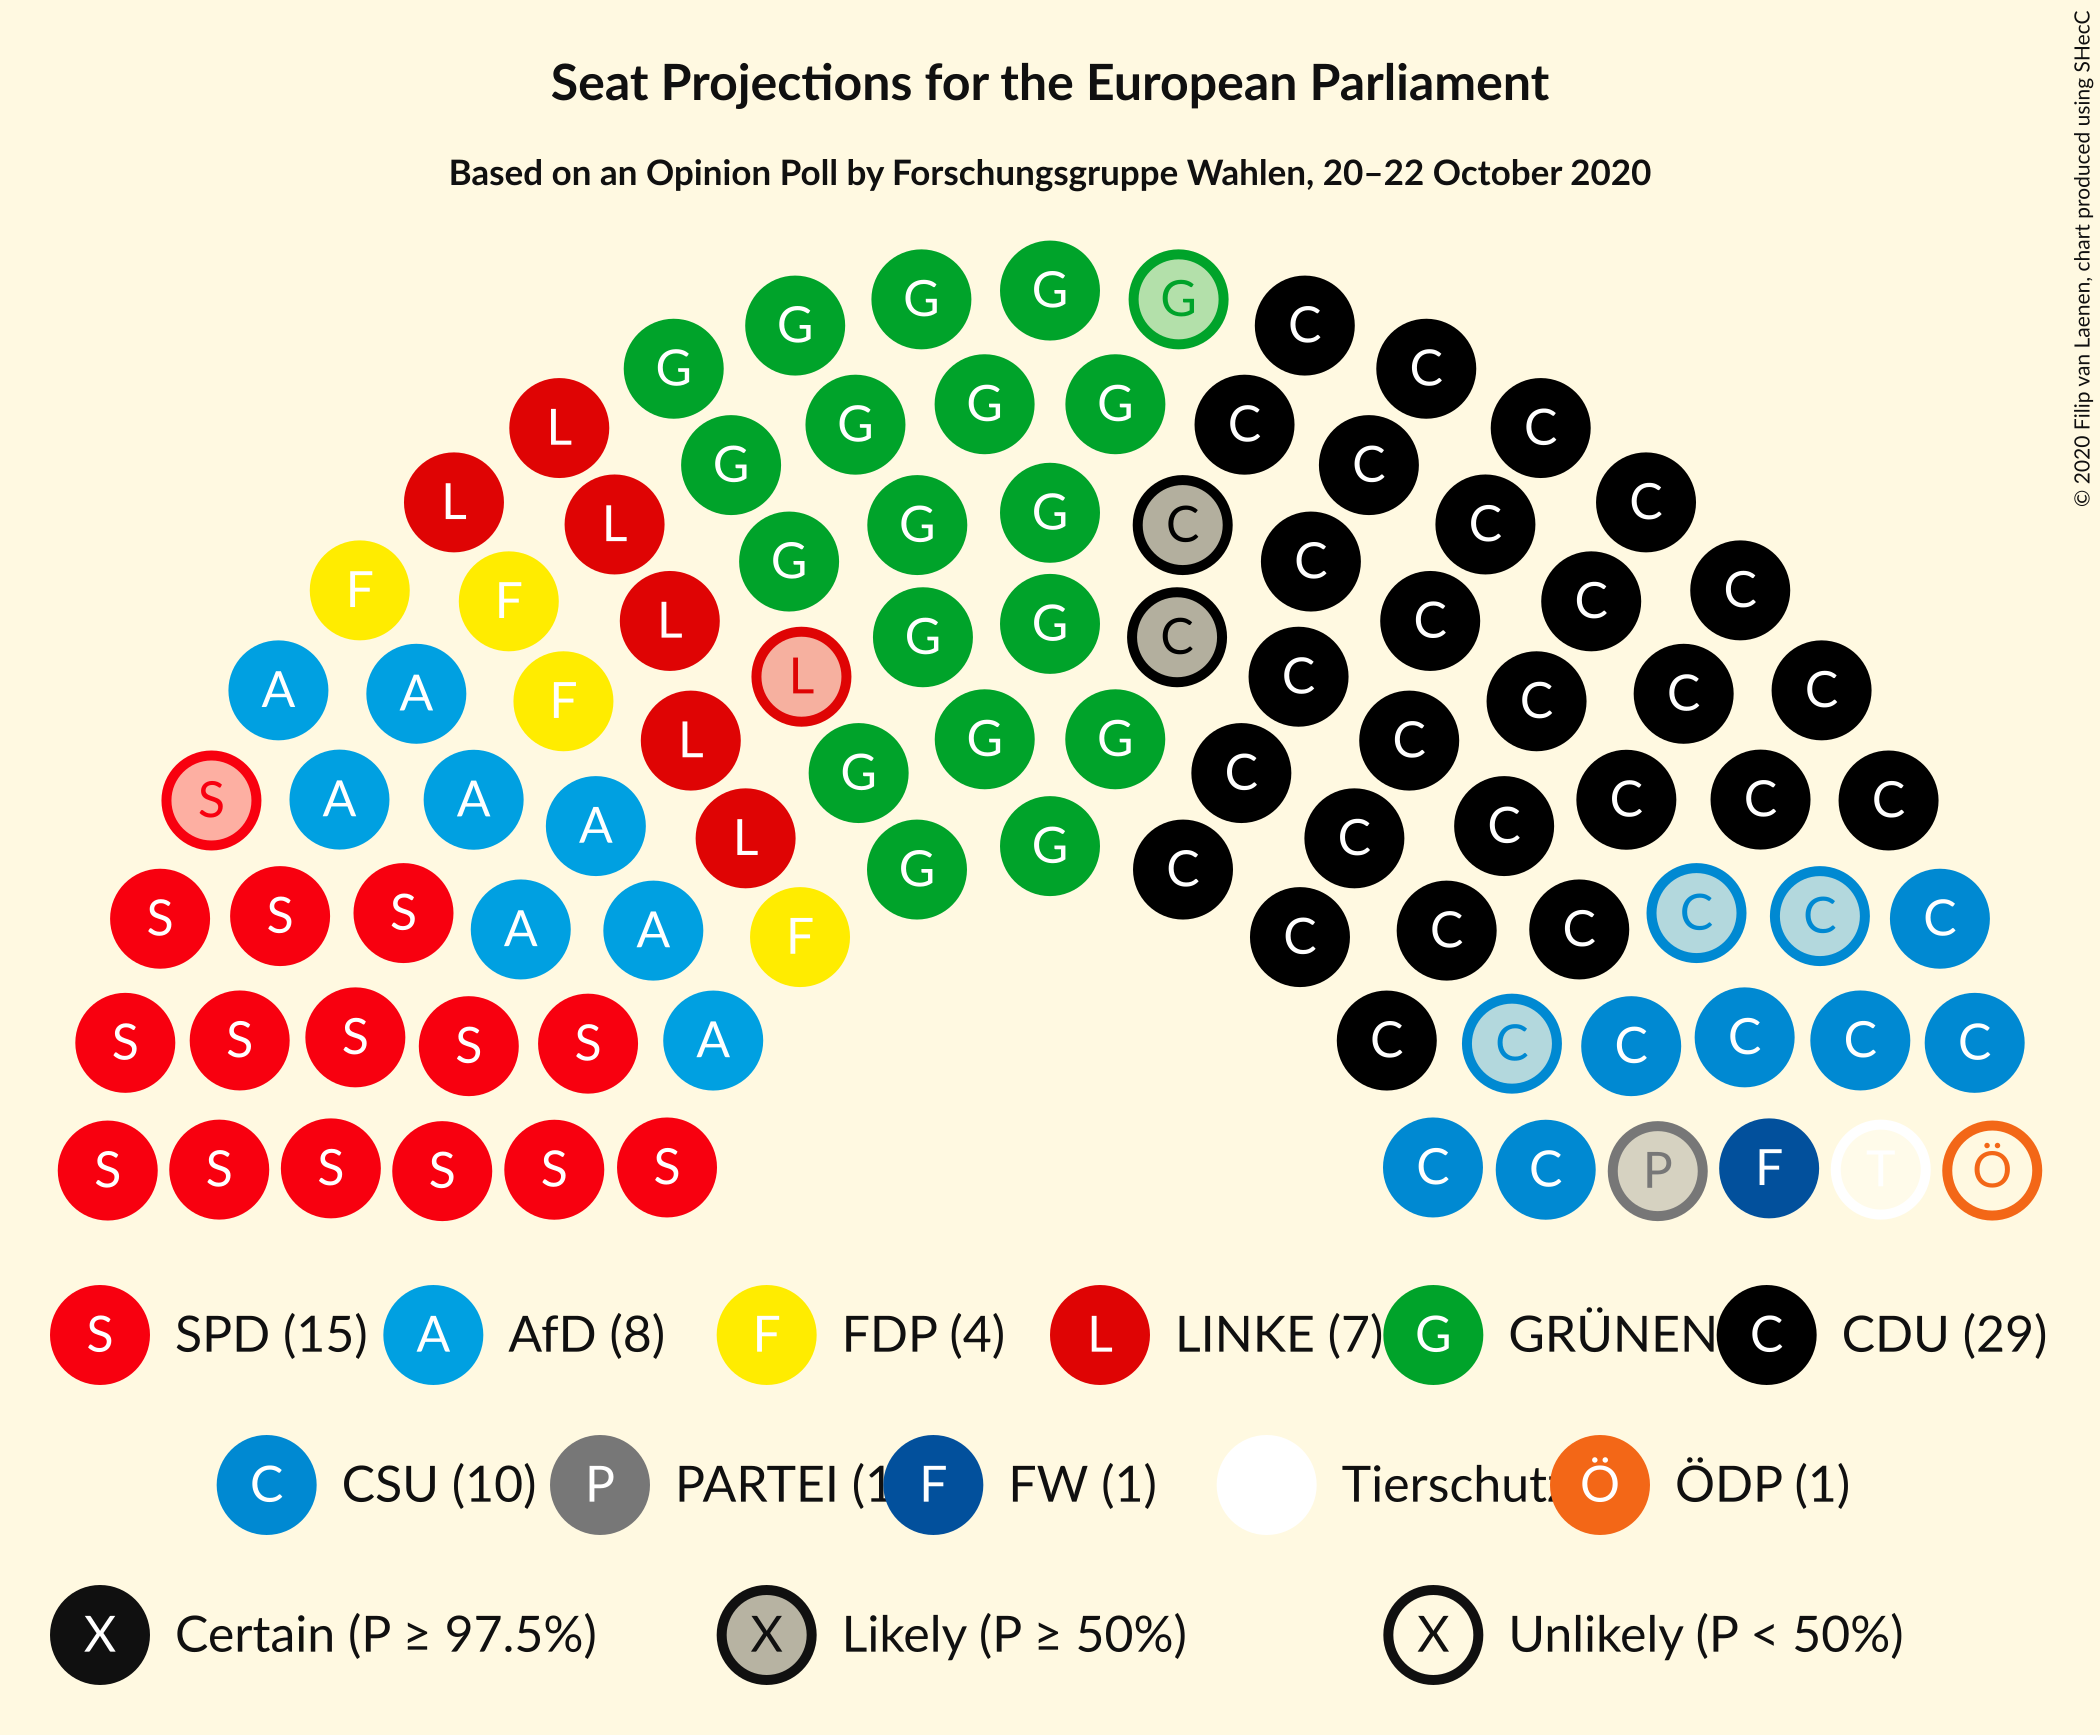 Seat Projections for the European Parliament
Based on an Opinion Poll by Forschungsgruppe Wahlen, 20–22 October 2020
© 2020 Filip van Laenen, chart produced using SHecC
G G G G G C C C
L G G G G C C C C
L L G G G C C C C C
F F L L G G C C C C C
A A F L L G G G C C C C C
S A A A L G C C C C C C
S S S A A F G G C C C C C C C
S S S S S A C C C C C C
S S S S S S C C P F T Ö
S SPD (15) A AfD (8) F FDP (4) L LINKE (7) G GRÜNEN C CDU (29)
C CSU (10) P PARTEI (1 F FW (1) Tierschutz Ö ÖDP (1)
X Certain (P ≥ 97.5%) X Likely (P ≥ 50%) X Unlikely (P < 50%)